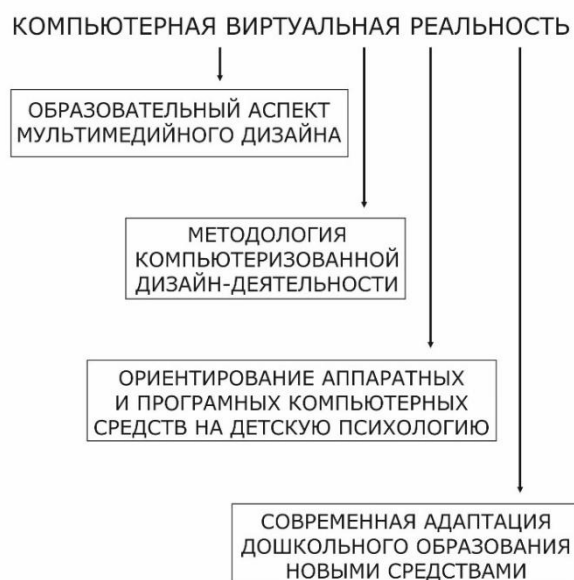 КОМПЬЮТЕРНАЯ ВИРТУАЛЬНАЯ РЕАЛЬНОСТЬ
ОБРАЗОВАТЕЛЬНЫЙ АСПЕКТ
МУЛЬТИМЕДИЙНОГО ДИЗАЙНА
МЕТОДОЛОГИЯ
КОМПЬЮТЕРИЗОВАННОЙ
ДИЗАЙН-ДЕЯТЕЛЬНОСТИ
ОРИЕНТИРОВАНИЕ АППАРАТНЫХ
И ПРОГРАМНЫХ КОМПЬЮТЕРНЫХ
СРЕДСТВ НА ДЕТСКУЮ ПСИХОЛОГИЮ
СОВРЕМЕННАЯ АДАПТАЦИЯ
ДОШКОЛЬНОГО ОБРАЗОВАНИЯ
НОВЫМИ СРЕДСТВАМИ